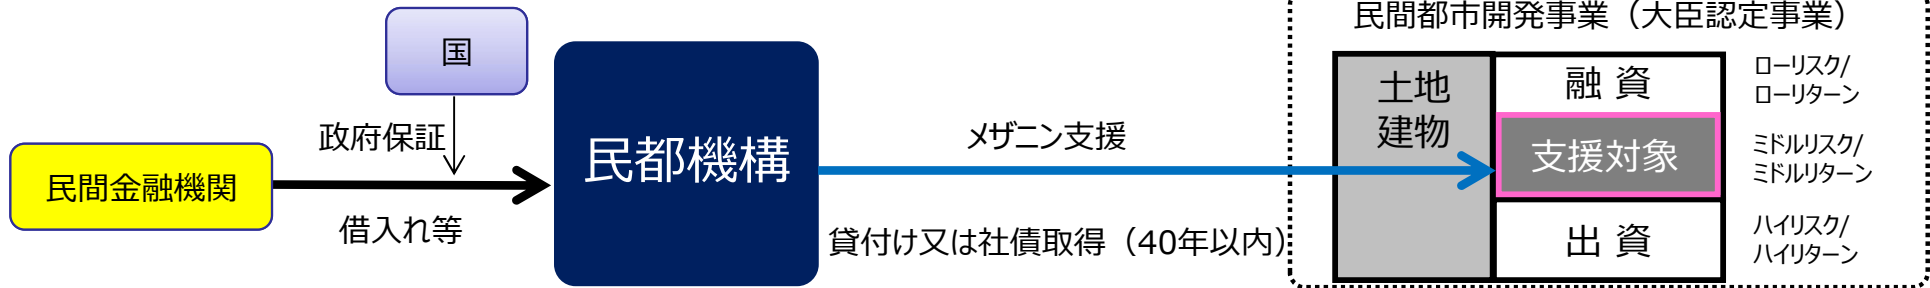 国
政府保証
民間金融機関
借入れ等
民都機構
メザニン支援
貸付け又は社債取得（40年以内）
民間都市開発事業（大臣認定事業）
土地
建物
融 資
支援対象
出 資
ローリスク/
ローリターン
ミドルリスク/
ミドルリターン
ハイリスク/
ハイリターン